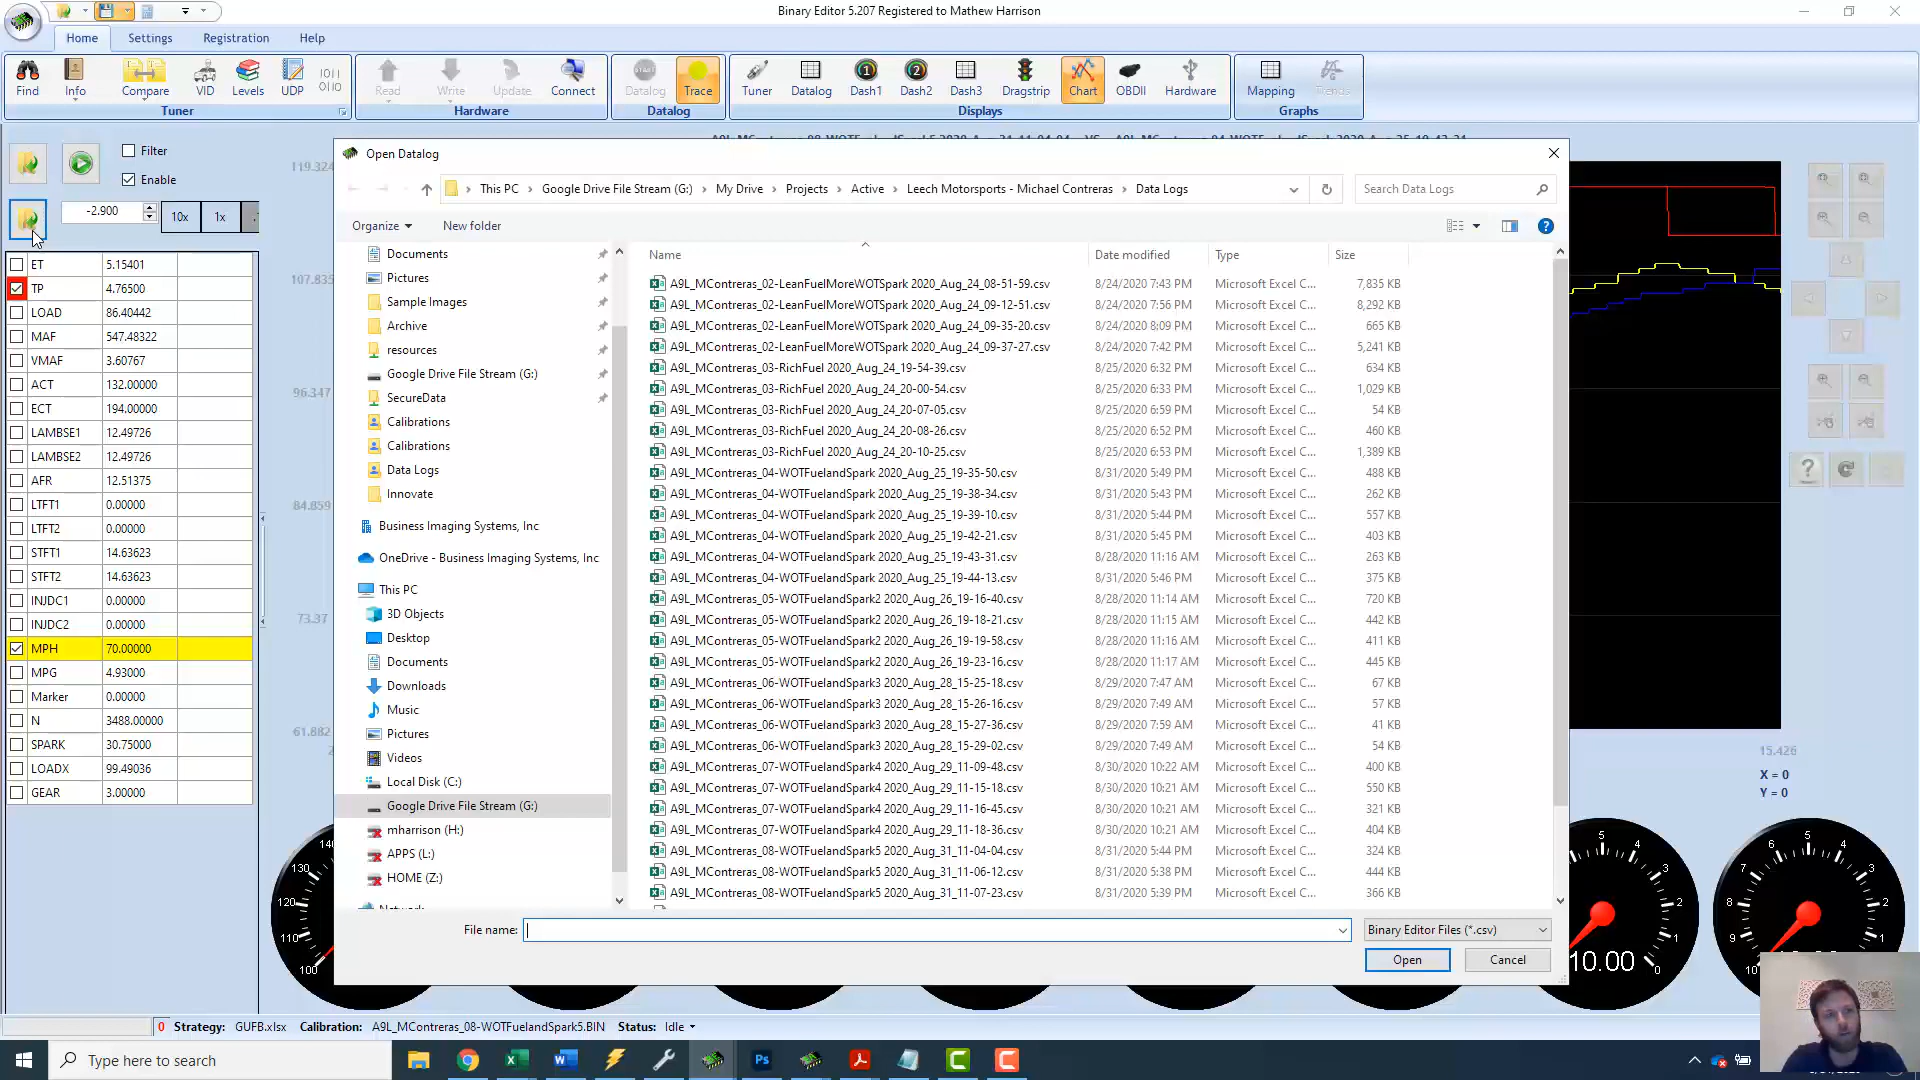 Binary Editor 5.207 Registered to Mathew Harrison
Home
Settings
Registration
Help
Find
Info
Compare
VID
Levels
UDP
1011
0110
Tuner
Read
Write
Update
Connect
Hardware
START
Datalog
Trace
Datalog
Tuner
Datalog
Dash1
Dash2
Dash3
Dragstrip
Chart
OBDII
Hardware
Displays
Mapping
Trends
Graphs
Filter
Enable
-2.900
10x
1x
ET 5.15401
TP 4.76500
LOAD 86.40442
MAF 547.48322
VMAF 3.60767
ACT 132.00000
ECT 194.00000
LAMBSE1 12.49726
LAMBSE2 12.49726
AFR 12.51375
LTFT1 0.00000
LTFT2 0.00000
STFT1 14.63623
STFT2 14.63623
INJDC1 0.00000
INJDC2 0.00000
MPH 70.00000
MPG 4.93000
Marker 0.00000
N 3488.00000
SPARK 30.75000
LOADX 99.49036
GEAR 3.00000
119.324
107.835
96.347
84.859
73.37
61.882
Open Datalog
This PC > Google Drive File Stream (G:) > My Drive > Projects > Active > Leech Motorsports - Michael Contreras > Data Logs
Search Data Logs
Organize
New folder
Documents
Pictures
Sample Images
Archive
resources
Google Drive File Stream (G:)
SecureData
Calibrations
Calibrations
Data Logs
Innovate
Business Imaging Systems, Inc
OneDrive - Business Imaging Systems, Inc
This PC
3D Objects
Desktop
Documents
Downloads
Music
Pictures
Videos
Local Disk (C:)
Google Drive File Stream (G:)
mharrison (H:)
APPS (L:)
HOME (Z:)
Network
Name Date modified Type Size
A9L_MContreras_02-LeanFuelMoreWOTSpark 2020_Aug_24_08-51-59.csv 8/24/2020 7:43 PM Microsoft Excel C... 7,835 KB
A9L_MContreras_02-LeanFuelMoreWOTSpark 2020_Aug_24_09-12-51.csv 8/24/2020 7:56 PM Microsoft Excel C... 8,292 KB
A9L_MContreras_02-LeanFuelMoreWOTSpark 2020_Aug_24_09-35-20.csv 8/24/2020 8:09 PM Microsoft Excel C... 665 KB
A9L_MContreras_02-LeanFuelMoreWOTSpark 2020_Aug_24_09-37-27.csv 8/24/2020 7:42 PM Microsoft Excel C... 5,241 KB
A9L_MContreras_03-RichFuel 2020_Aug_24_19-54-39.csv 8/25/2020 6:32 PM Microsoft Excel C... 634 KB
A9L_MContreras_03-RichFuel 2020_Aug_24_20-00-54.csv 8/25/2020 6:33 PM Microsoft Excel C... 1,029 KB
A9L_MContreras_03-RichFuel 2020_Aug_24_20-07-05.csv 8/25/2020 6:59 PM Microsoft Excel C... 54 KB
A9L_MContreras_03-RichFuel 2020_Aug_24_20-08-26.csv 8/25/2020 6:52 PM Microsoft Excel C... 460 KB
A9L_MContreras_03-RichFuel 2020_Aug_24_20-10-25.csv 8/25/2020 6:53 PM Microsoft Excel C... 1,389 KB
A9L_MContreras_04-WOTFuelandSpark 2020_Aug_25_19-35-50.csv 8/31/2020 5:49 PM Microsoft Excel C... 488 KB
A9L_MContreras_04-WOTFuelandSpark 2020_Aug_25_19-38-34.csv 8/31/2020 5:43 PM Microsoft Excel C... 262 KB
A9L_MContreras_04-WOTFuelandSpark 2020_Aug_25_19-39-10.csv 8/31/2020 5:44 PM Microsoft Excel C... 557 KB
A9L_MContreras_04-WOTFuelandSpark 2020_Aug_25_19-42-21.csv 8/31/2020 5:45 PM Microsoft Excel C... 403 KB
A9L_MContreras_04-WOTFuelandSpark 2020_Aug_25_19-43-31.csv 8/28/2020 11:16 AM Microsoft Excel C... 263 KB
A9L_MContreras_04-WOTFuelandSpark 2020_Aug_25_19-44-13.csv 8/31/2020 5:46 PM Microsoft Excel C... 375 KB
A9L_MContreras_05-WOTFuelandSpark2 2020_Aug_26_19-16-40.csv 8/28/2020 11:14 AM Microsoft Excel C... 720 KB
A9L_MContreras_05-WOTFuelandSpark2 2020_Aug_26_19-18-21.csv 8/28/2020 11:15 AM Microsoft Excel C... 442 KB
A9L_MContreras_05-WOTFuelandSpark2 2020_Aug_26_19-19-58.csv 8/28/2020 11:16 AM Microsoft Excel C... 411 KB
A9L_MContreras_05-WOTFuelandSpark2 2020_Aug_26_19-23-16.csv 8/28/2020 11:17 AM Microsoft Excel C... 445 KB
A9L_MContreras_06-WOTFuelandSpark3 2020_Aug_28_15-25-18.csv 8/29/2020 7:47 AM Microsoft Excel C... 67 KB
A9L_MContreras_06-WOTFuelandSpark3 2020_Aug_28_15-26-16.csv 8/29/2020 7:49 AM Microsoft Excel C... 57 KB
A9L_MContreras_06-WOTFuelandSpark3 2020_Aug_28_15-27-36.csv 8/29/2020 7:59 AM Microsoft Excel C... 41 KB
A9L_MContreras_06-WOTFuelandSpark3 2020_Aug_28_15-29-02.csv 8/29/2020 7:49 AM Microsoft Excel C... 54 KB
A9L_MContreras_07-WOTFuelandSpark4 2020_Aug_29_11-09-48.csv 8/30/2020 10:22 AM Microsoft Excel C... 400 KB
A9L_MContreras_07-WOTFuelandSpark4 2020_Aug_29_11-15-18.csv 8/30/2020 10:21 AM Microsoft Excel C... 550 KB
A9L_MContreras_07-WOTFuelandSpark4 2020_Aug_29_11-16-45.csv 8/30/2020 10:21 AM Microsoft Excel C... 321 KB
A9L_MContreras_07-WOTFuelandSpark4 2020_Aug_29_11-18-36.csv 8/30/2020 10:21 AM Microsoft Excel C... 404 KB
A9L_MContreras_08-WOTFuelandSpark5 2020_Aug_31_11-04-04.csv 8/31/2020 5:44 PM Microsoft Excel C... 324 KB
A9L_MContreras_08-WOTFuelandSpark5 2020_Aug_31_11-06-12.csv 8/31/2020 5:38 PM Microsoft Excel C... 444 KB
A9L_MContreras_08-WOTFuelandSpark5 2020_Aug_31_11-07-23.csv 8/31/2020 5:39 PM Microsoft Excel C... 366 KB
File name:
Binary Editor Files (*.csv)
Open
Cancel
15.426
X = 0
Y = 0
130
120
110
100
10.00
5
4
3
2
1
0
7
6
5
4
3
2
1
8
9
10
0 Strategy: GUFB.xlsx Calibration: A9L_MContreras_08-WOTFuelandSpark5.BIN Status: Idle
Type here to search
Ps